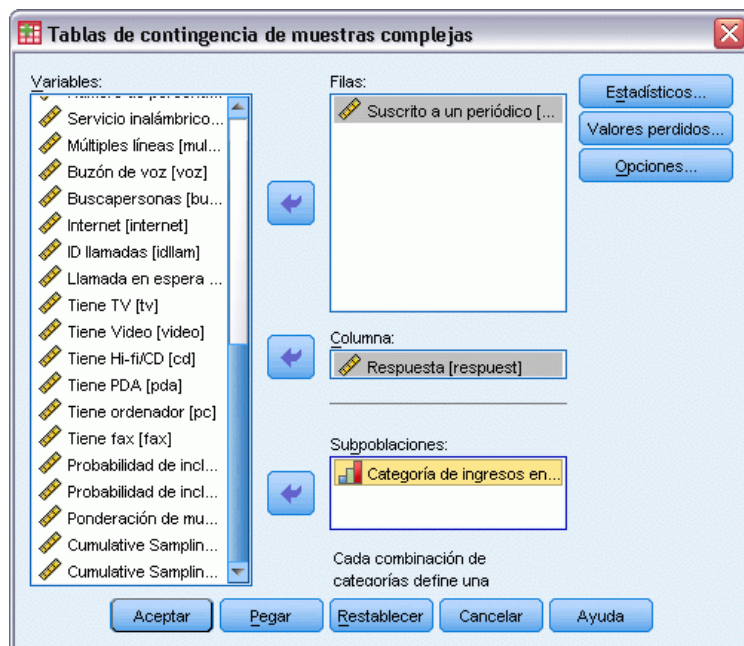 Tablas de contingencia de muestras complejas
Variables:
Servicio inalámbrico...
Múltiples líneas [mul...
Buzón de voz [voz]
Buscapersonas [bu...
Internet [internet]
ID llamadas [idllam]
Llamada en espera ...
Tiene TV [tv]
Tiene Video [video]
Tiene Hi-fi/CD [cd]
Tiene PDA [pda]
Tiene ordenador [pc]
Tiene fax [fax]
Probabilidad de incl...
Probabilidad de incl...
Ponderación de mu...
Cumulative Samplin...
Cumulative Samplin...
Filas:
Suscrito a un periódico [...
Columna:
Respuesta [respuest]
Subpoblaciones:
Categoría de ingresos en...
Cada combinación de
categorías define una
Estadísticos...
Valores perdidos...
Opciones...
Aceptar
Pegar
Restablecer
Cancelar
Ayuda